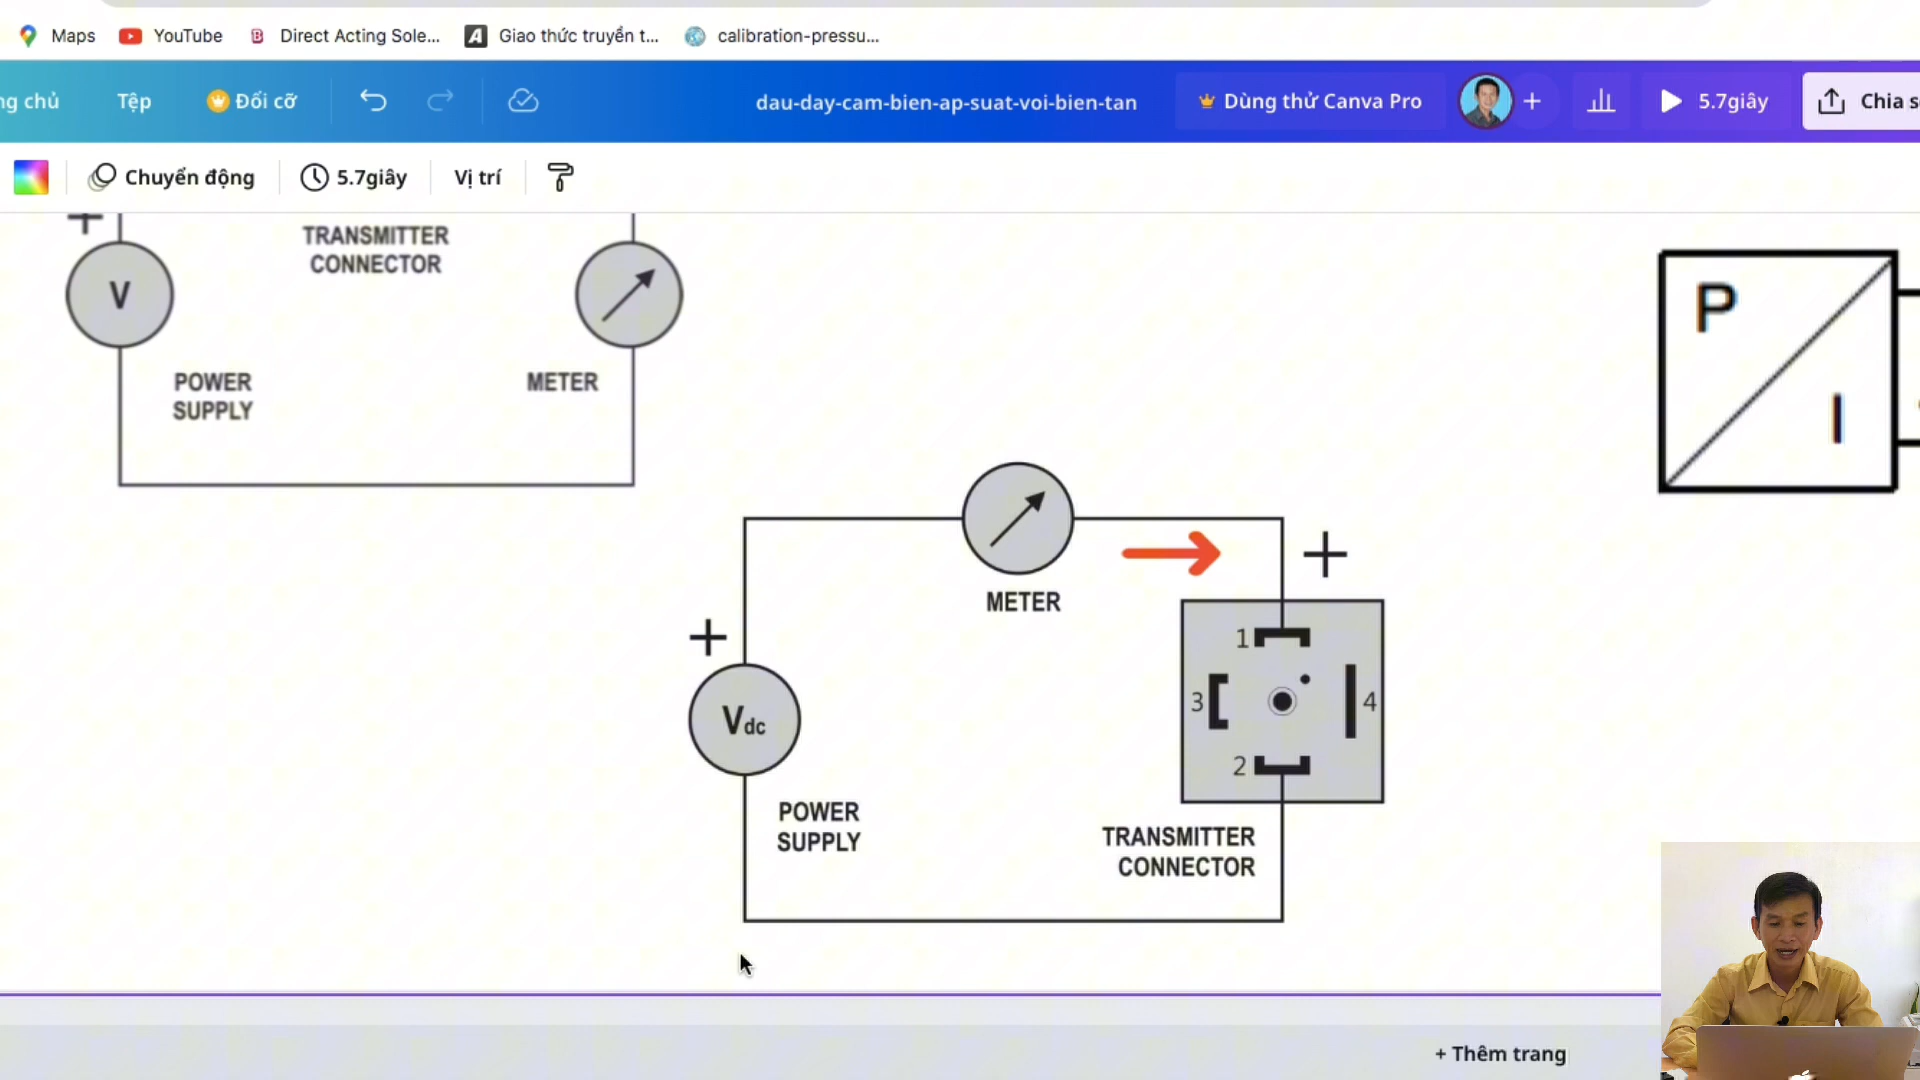 Maps
YouTube
Direct Acting Sole...
Giao thức truyền t...
calibration-pressu...
ng chủ
Tệp
Đổi cỡ
dau-day-cam-bien-ap-suat-voi-bien-tan
Dùng thử Canva Pro
+
5.7giây
Chia s
Chuyển động
5.7giây
Vị trí
+
TRANSMITTER
CONNECTOR
V
POWER
SUPPLY
METER
P
I
METER
+
+
1
3
4
2
Vdc
POWER
SUPPLY
TRANSMITTER
CONNECTOR
+ Thêm trang